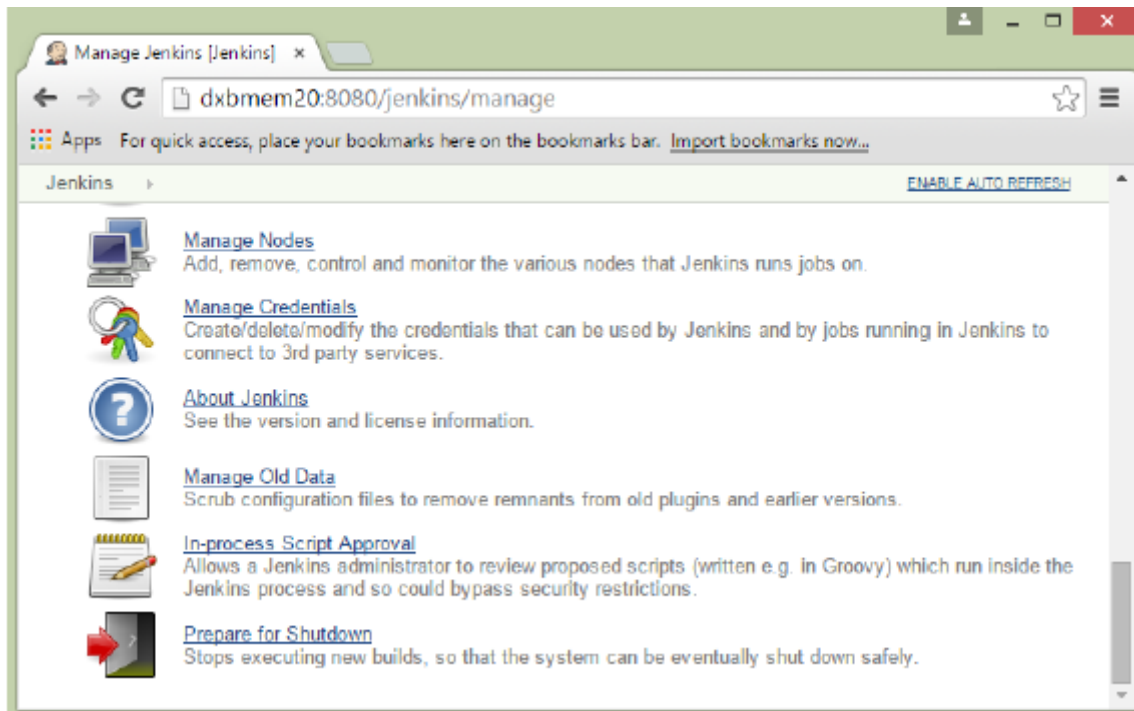 Manage Jenkins [Jenkins]
dxbmem20:8080/jenkins/manage
Apps For quick access, place your bookmarks here on the bookmarks bar. Import bookmarks now...
Jenkins ENABLE AUTO REFRESH
Manage Nodes
Add, remove, control and monitor the various nodes that Jenkins runs jobs on.
Manage Credentials
Create/delete/modify the credentials that can be used by Jenkins and by jobs running in Jenkins to
connect to 3rd party services.
About Jenkins
See the version and license information.
Manage Old Data
Scrub configuration files to remove remnants from old plugins and earlier versions.
In-process Script Approval
Allows a Jenkins administrator to review proposed scripts (written e.g. in Groovy) which run inside the
Jenkins process and so could bypass security restrictions.
Prepare for Shutdown
Stops executing new builds, so that the system can be eventually shut down safely.